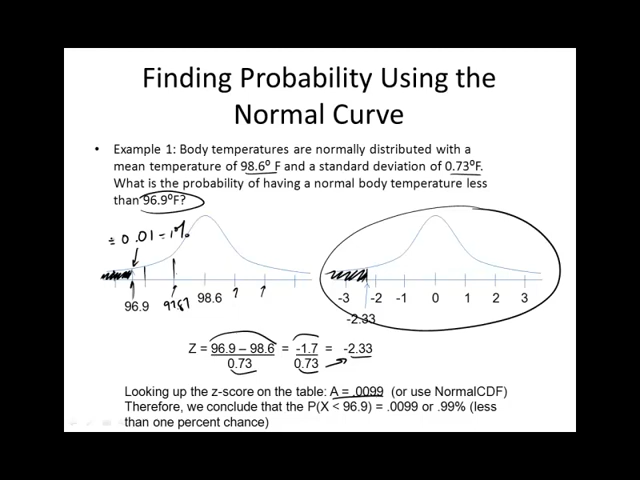 Finding Probability Using the
Normal Curve
• Example 1: Body temperatures are normally distributed with a
mean temperature of 98.6⁰ F and a standard deviation of 0.73⁰F.
What is the probability of having a normal body temperature less
than 96.9⁰F?
≐ 0.01 = 1%
96.9 98.6
-3 -2 -1 0 1 2 3
-2.33
Z = 96.9 – 98.6 = -1.7 = -2.33
0.73 0.73
Looking up the z-score on the table: A = .0099 (or use NormalCDF)
Therefore, we conclude that the P(X < 96.9) = .0099 or .99% (less
than one percent chance)